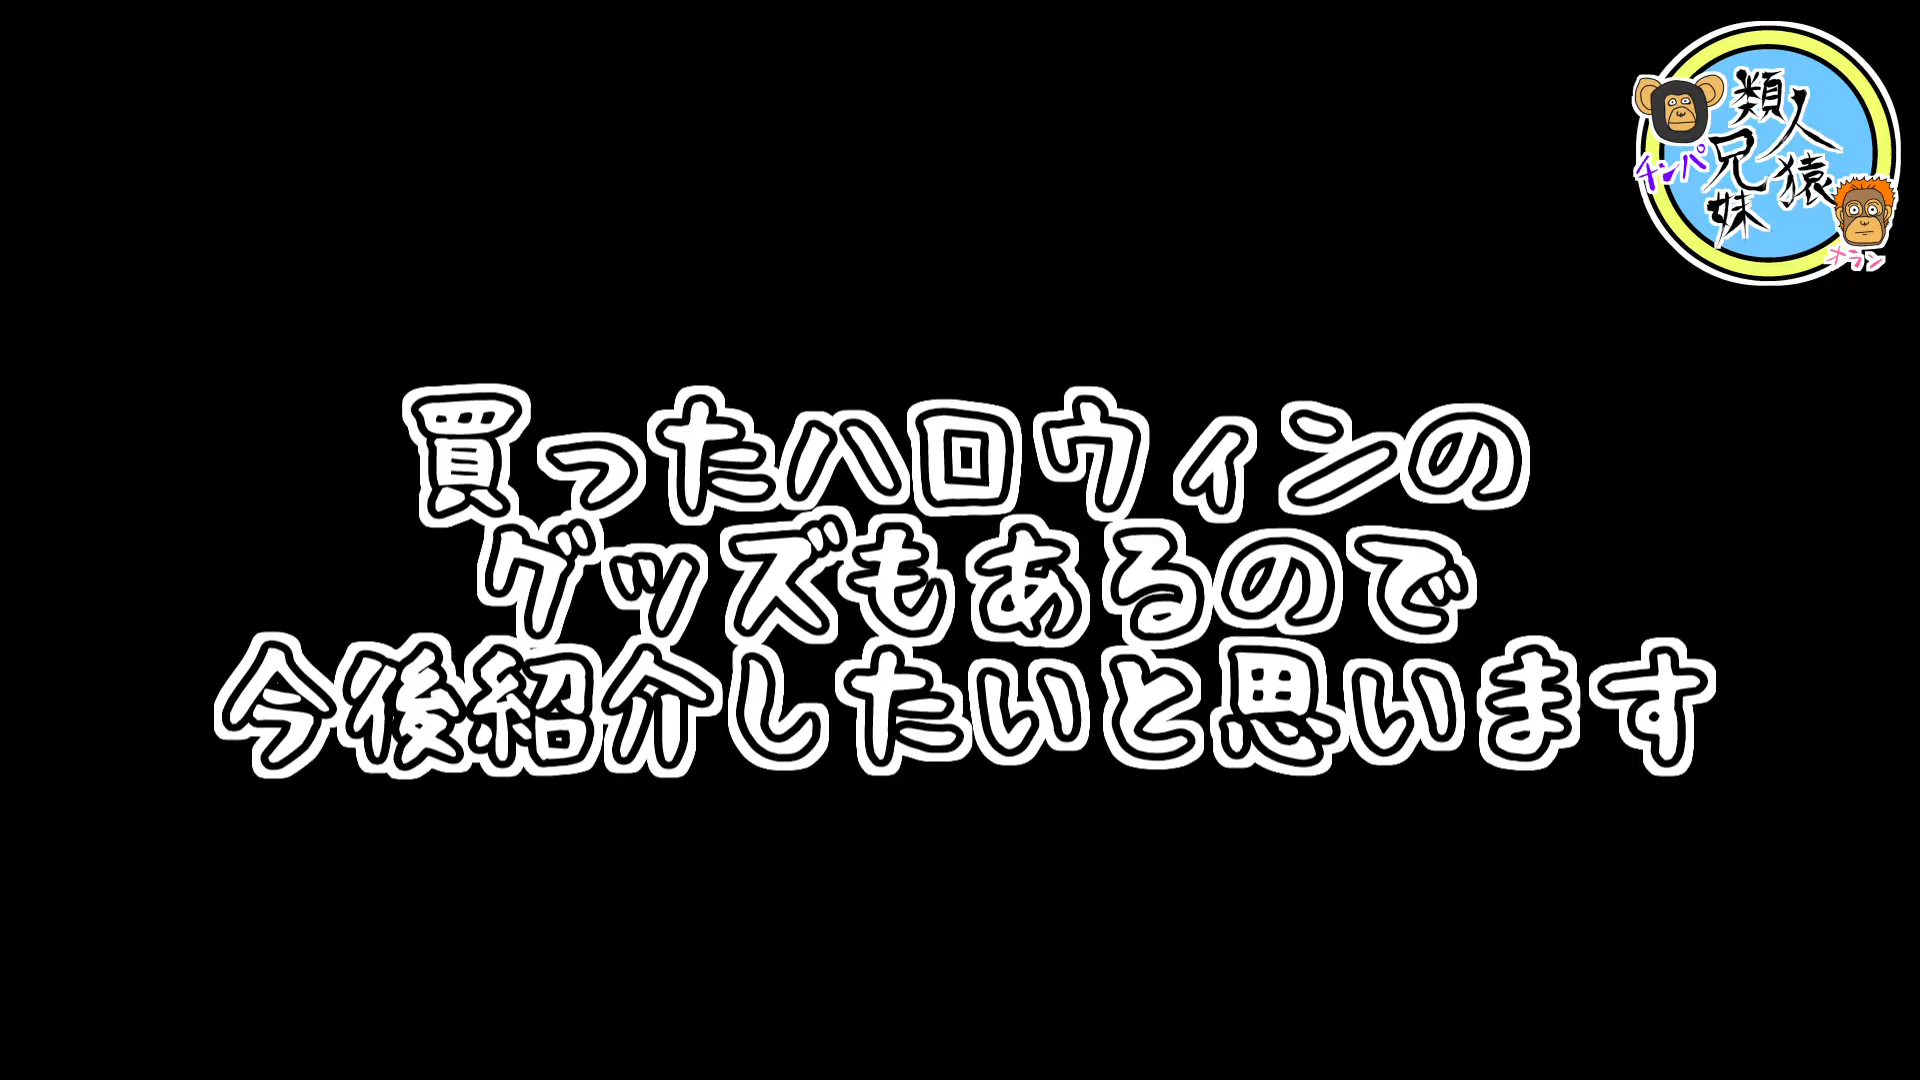 買ったハロウィンの
グッズもあるので
今後紹介したいと思います
類人猿
兄妹
チンパ
オラン